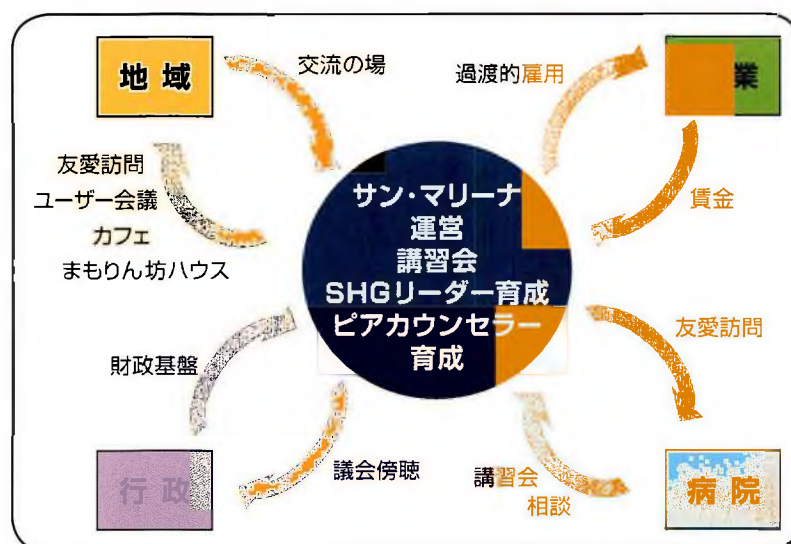 地域
交流の場
過渡的雇用
業
友愛訪問
ユーザー会議
カフェ
まもりん坊ハウス
サン・マリーナ
運営
講習会
SHGリーダー育成
ピアカウンセラー
育成
賃金
財政基盤
友愛訪問
行政
議会傍聴
講習会
相談
病院